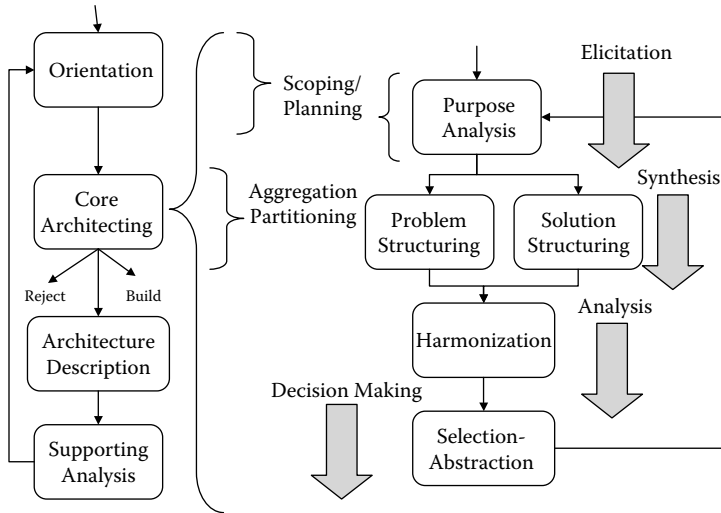 Orientation
Core
Architecting
Reject
Build
Architecture
Description
Supporting
Analysis
Scoping/
Planning
Aggregation
Partitioning
Decision Making
Purpose
Analysis
Problem
Structuring
Solution
Structuring
Harmonization
Selection-
Abstraction
Elicitation
Synthesis
Analysis